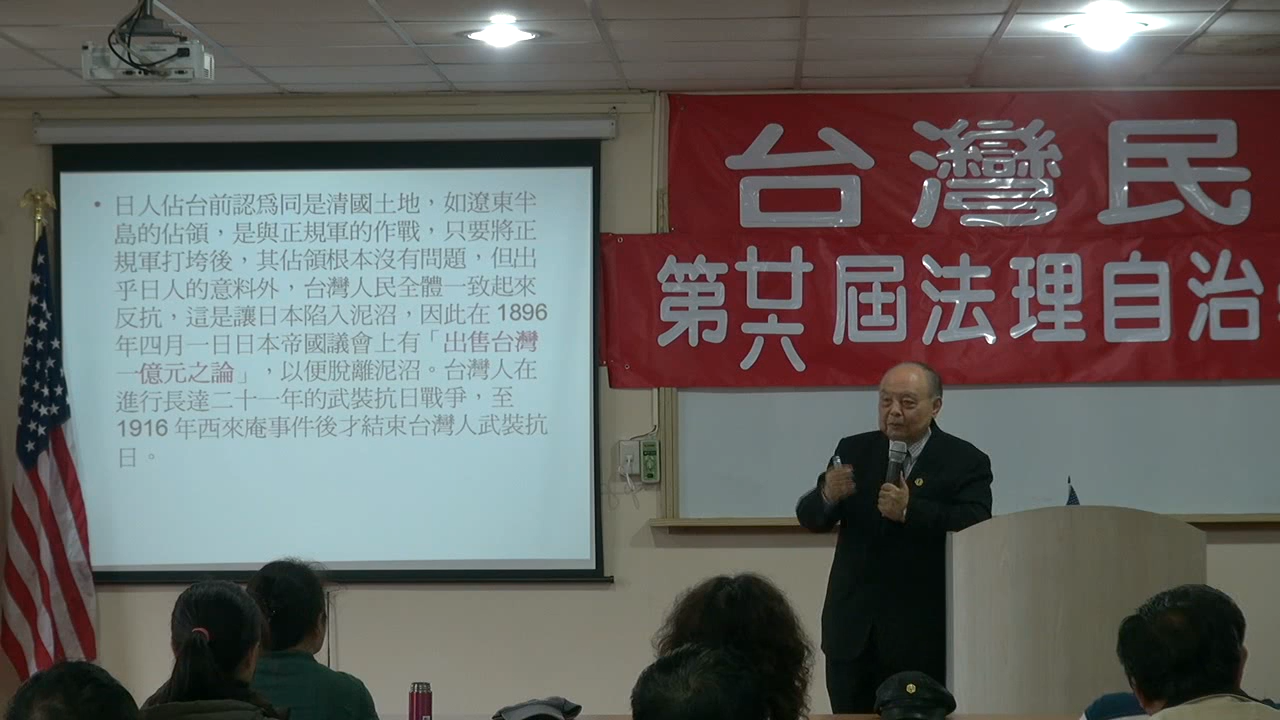 • 日人佔台前認爲同是清國土地，如遼東半
島的佔領，是與正規軍的作戰，只要將正
規軍打垮後，其佔領根本沒有問題，但出
乎日人的意料外，台灣人民全體一致起來
反抗，這是讓日本陷入泥沼，因此在 1896
年四月一日日本帝國議會上有「出售台灣
一億元之論」，以便脫離泥沼。台灣人在
進行長達二十一年的武裝抗日戰爭，至
1916 年西來庵事件後才結束台灣人武裝抗
日。
台灣民
第廿六屆法理自治